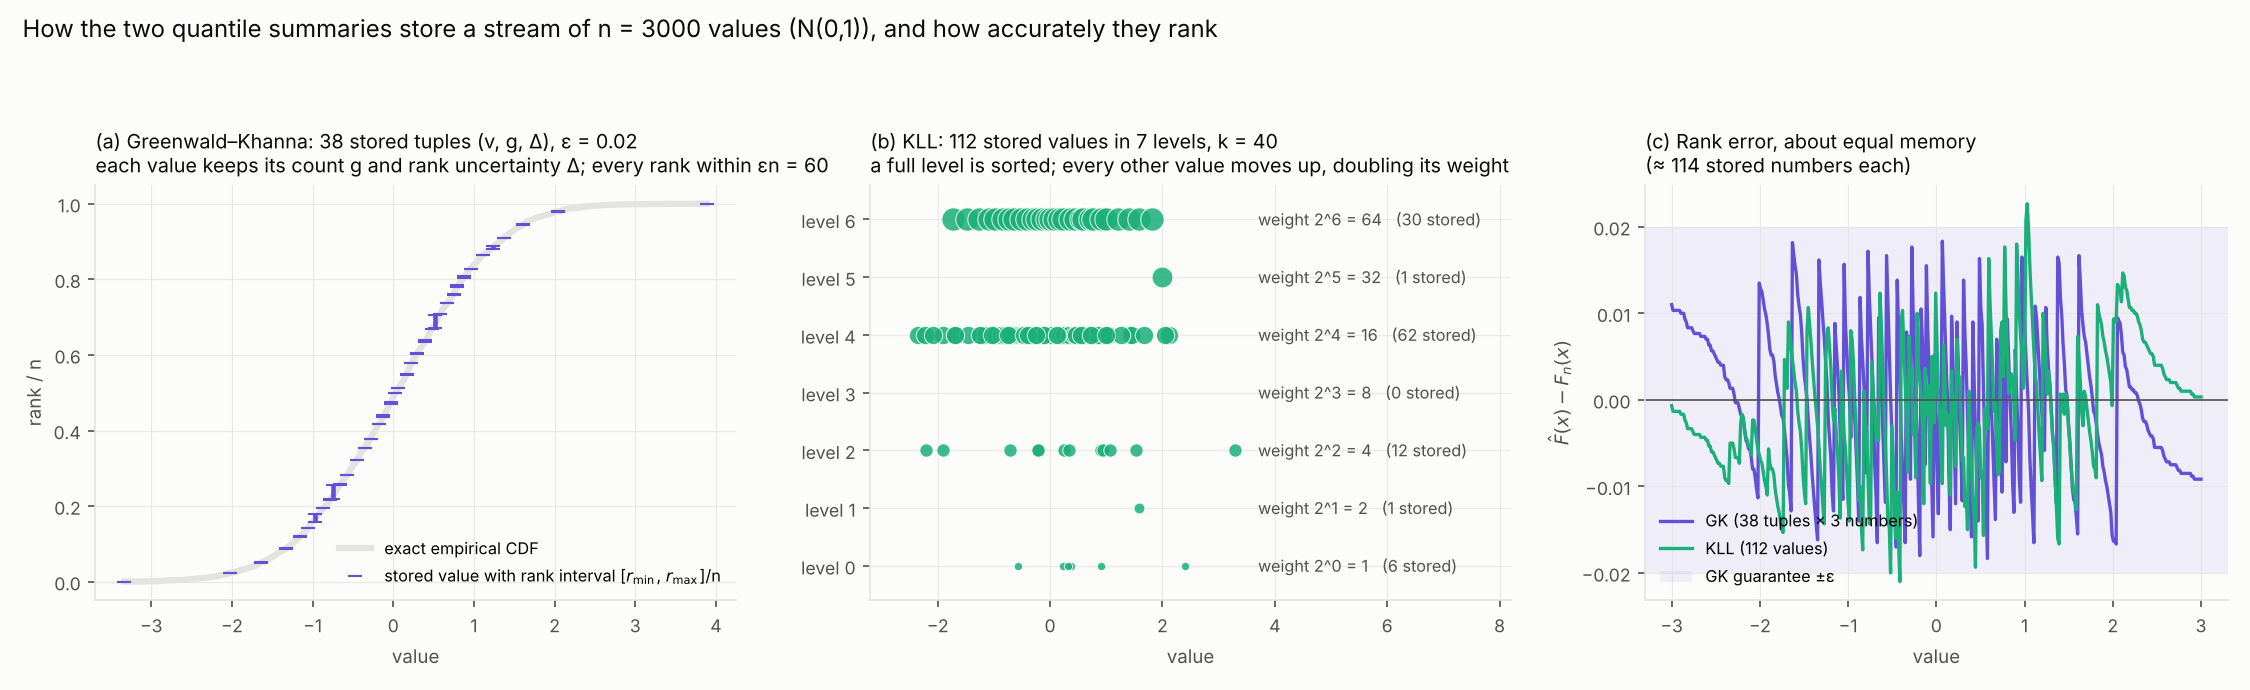 How the two quantile summaries store a stream of n = 3000 values (N(0,1)), and how accurately they rank
(a) Greenwald–Khanna: 38 stored tuples (v, g, Δ), ε = 0.02
each value keeps its count g and rank uncertainty Δ; every rank within εn = 60
1.0
0.8
0.6
0.4
0.2
0.0
rank / n
exact empirical CDF
stored value with rank interval [r_min, r_max]/n
−3
−2
−1
0
1
2
3
4
value
(b) KLL: 112 stored values in 7 levels, k = 40
a full level is sorted; every other value moves up, doubling its weight
level 6
weight 2^6 = 64 (30 stored)
level 5
weight 2^5 = 32 (1 stored)
level 4
weight 2^4 = 16 (62 stored)
level 3
weight 2^3 = 8 (0 stored)
level 2
weight 2^2 = 4 (12 stored)
level 1
weight 2^1 = 2 (1 stored)
level 0
weight 2^0 = 1 (6 stored)
−2
0
2
4
6
8
value
(c) Rank error, about equal memory
(≈ 114 stored numbers each)
0.02
0.01
0.00
−0.01
−0.02
F̂(x) − Fₙ(x)
GK (38 tuples × 3 numbers)
KLL (112 values)
GK guarantee ±ε
−3
−2
−1
0
1
2
3
value